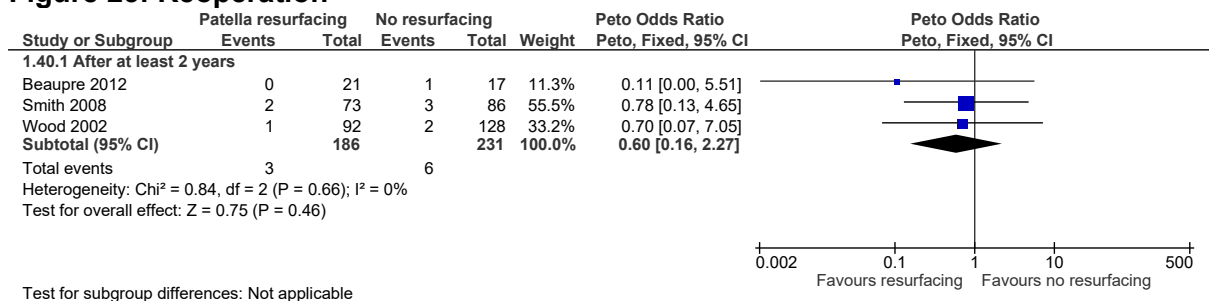 Patella resurfacing No resurfacing Peto Odds Ratio Peto Odds Ratio
Study or Subgroup Events Total Events Total Weight Peto, Fixed, 95% CI Peto, Fixed, 95% CI
1.40.1 After at least 2 years
Beaupre 2012 0 21 1 17 11.3% 0.11 [0.00, 5.51]
Smith 2008 2 73 3 86 55.5% 0.78 [0.13, 4.65]
Wood 2002 1 92 2 128 33.2% 0.70 [0.07, 7.05]
Subtotal (95% CI) 186 231 100.0% 0.60 [0.16, 2.27]
Total events 3 6
Heterogeneity: Chi² = 0.84, df = 2 (P = 0.66); I² = 0%
Test for overall effect: Z = 0.75 (P = 0.46)
0.002 0.1 1 10 500
Favours resurfacing Favours no resurfacing
Test for subgroup differences: Not applicable